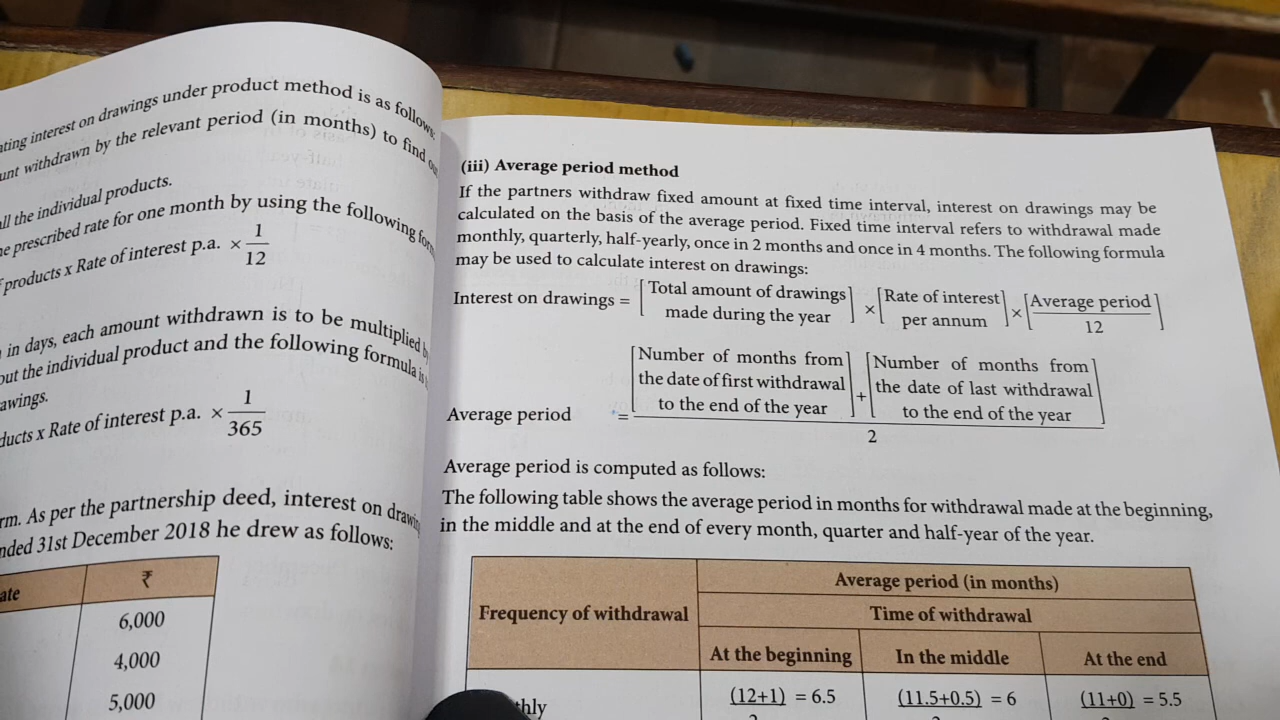 ating interest on drawings under product method is as follows:
unt withdrawn by the relevant period (in months) to find
all the individual products.
he prescribed rate for one month by using the following
products x Rate of interest p.a. × 1/12
in days, each amount withdrawn is to be multiplied
out the individual product and the following formula is
awings.
ducts x Rate of interest p.a. × 1/365
rm. As per the partnership deed, interest on
nded 31st December 2018 he drew as follows:
ate ₹
6,000
4,000
5,000
(iii) Average period method
If the partners withdraw fixed amount at fixed time interval, interest on drawings may be
calculated on the basis of the average period. Fixed time interval refers to withdrawal made
monthly, quarterly, half-yearly, once in 2 months and once in 4 months. The following formula
may be used to calculate interest on drawings:
Interest on drawings = [Total amount of drawings made during the year] × [Rate of interest per annum] × [Average period / 12]
Average period = [Number of months from the date of first withdrawal to the end of the year] + [Number of months from the date of last withdrawal to the end of the year] / 2
Average period is computed as follows:
The following table shows the average period in months for withdrawal made at the beginning,
in the middle and at the end of every month, quarter and half-year of the year.
Frequency of withdrawal
Average period (in months)
Time of withdrawal
At the beginning In the middle At the end
thly (12+1)/2 = 6.5 (11.5+0.5)/2 = 6 (11+0)/2 = 5.5